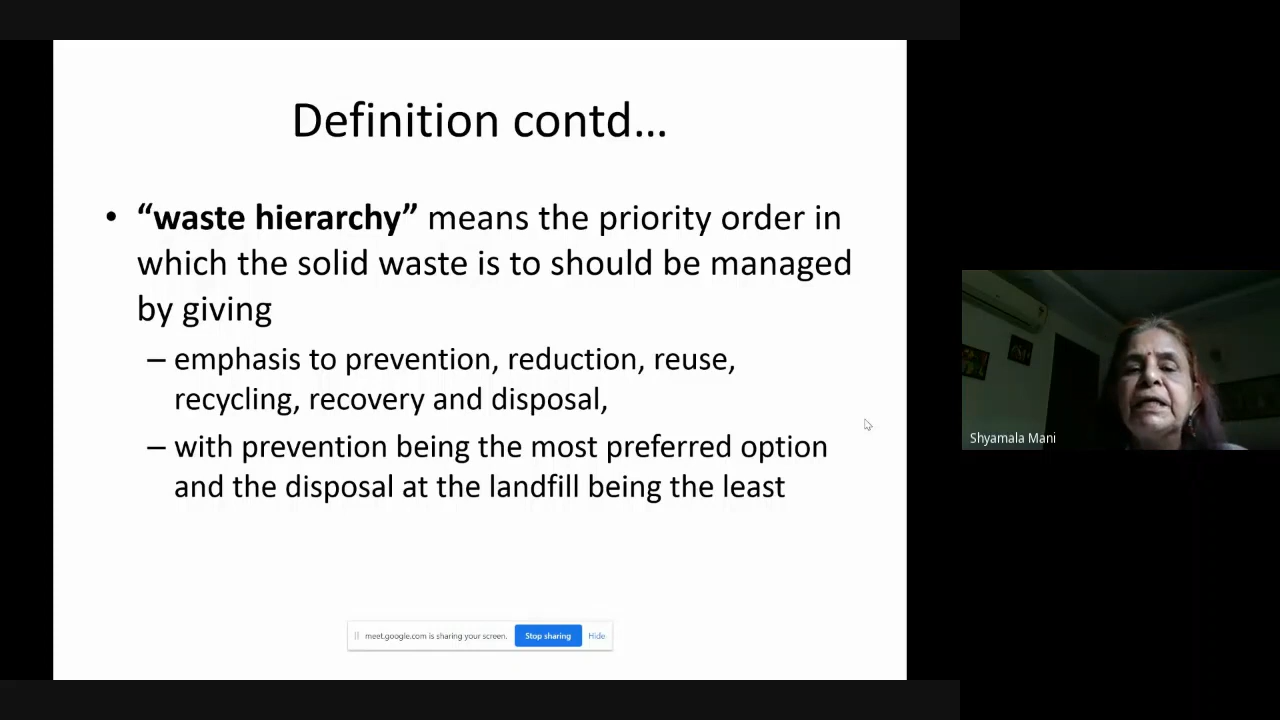 Definition contd...
• “waste hierarchy” means the priority order in
which the solid waste is to should be managed
by giving
– emphasis to prevention, reduction, reuse,
recycling, recovery and disposal,
– with prevention being the most preferred option
and the disposal at the landfill being the least
Shyamala Mani
meet.google.com is sharing your screen. Stop sharing Hide